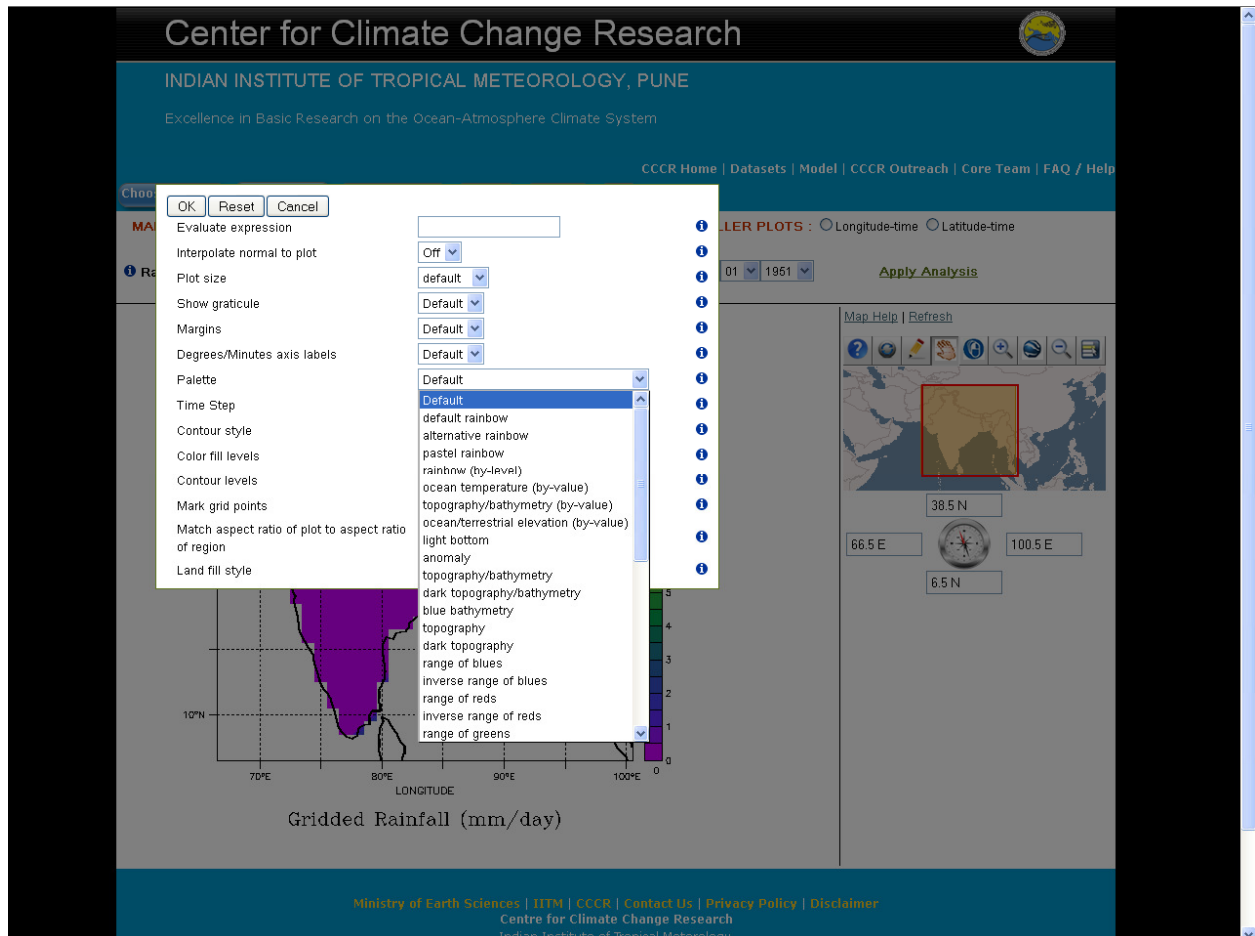 Center for Climate Change Research
INDIAN INSTITUTE OF TROPICAL METEOROLOGY, PUNE
Excellence in Basic Research on the Ocean-Atmosphere Climate System
CCCR Home | Datasets | Model | CCCR Outreach | Core Team | FAQ / Help
OK Reset Cancel
LLER PLOTS : Longitude-time Latitude-time
01 1951 Apply Analysis
Evaluate expression
Interpolate normal to plot Off
Plot size default
Show graticule Default
Margins Default
Degrees/Minutes axis labels Default
Palette Default
Time Step
Contour style
Color fill levels
Contour levels
Mark grid points
Match aspect ratio of plot to aspect ratio
of region
Land fill style
Default
default rainbow
alternative rainbow
pastel rainbow
rainbow (by-level)
ocean temperature (by-value)
topography/bathymetry (by-value)
ocean/terrestrial elevation (by-value)
light bottom
anomaly
topography/bathymetry
dark topography/bathymetry
blue bathymetry
topography
dark topography
range of blues
inverse range of blues
range of reds
inverse range of reds
range of greens
Map Help | Refresh
38.5 N
66.5 E 100.5 E
6.5 N
5
4
3
2
1
0
0
10°N
70°E 80°E 90°E 100°E
LONGITUDE
Gridded Rainfall (mm/day)
Ministry of Earth Sciences | IITM | CCCR | Contact Us | Privacy Policy | Disclaimer
Centre for Climate Change Research
Indian Institute of Tropical Meteorology